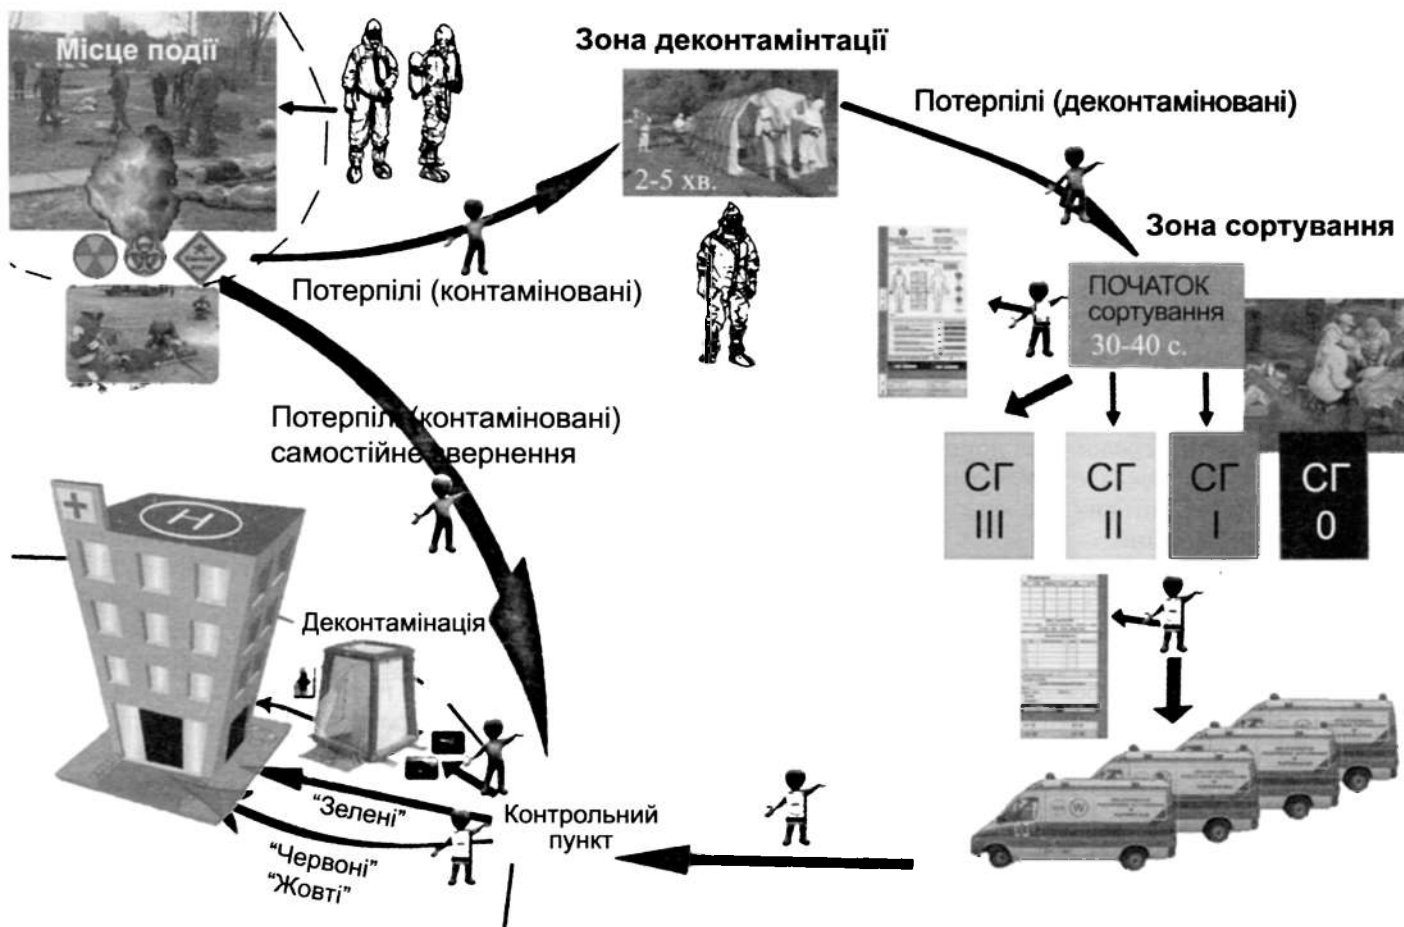 Місце події
Зона деконтамінтації
2-5 хв.
Потерпілі (деконтаміновані)
Зона сортування
ПОЧАТОК
сортування
30-40 с.
Потерпілі (контаміновані)
Потерпілі (контаміновані)
самостійне звернення
СГ
III
СГ
II
СГ
I
СГ
0
H
Деконтамінація
"Зелені"
"Червоні"
"Жовті"
Контрольний
пункт